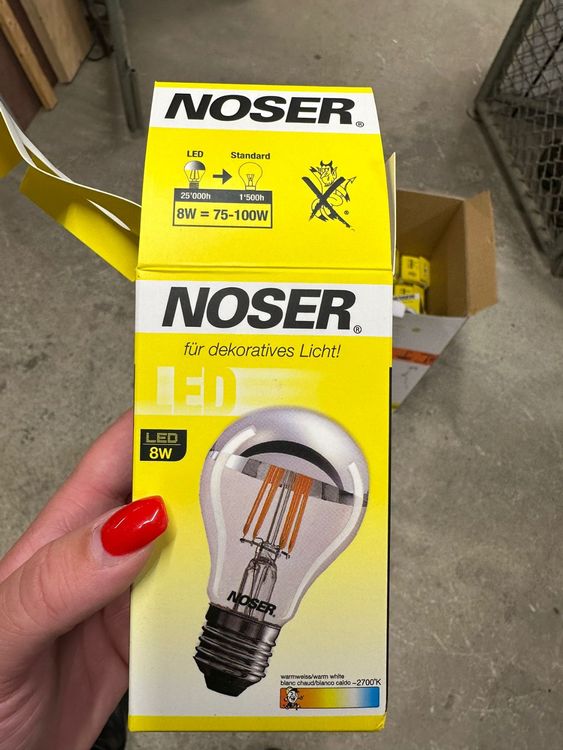 NOSER®
LED Standard
25'000h 1'500h
8W = 75-100W
®
NOSER®
für dekoratives Licht!
LED
LED
8W
NOSER®
warmweiss/warm white
blanc chaud/bianco caldo ~2700°K